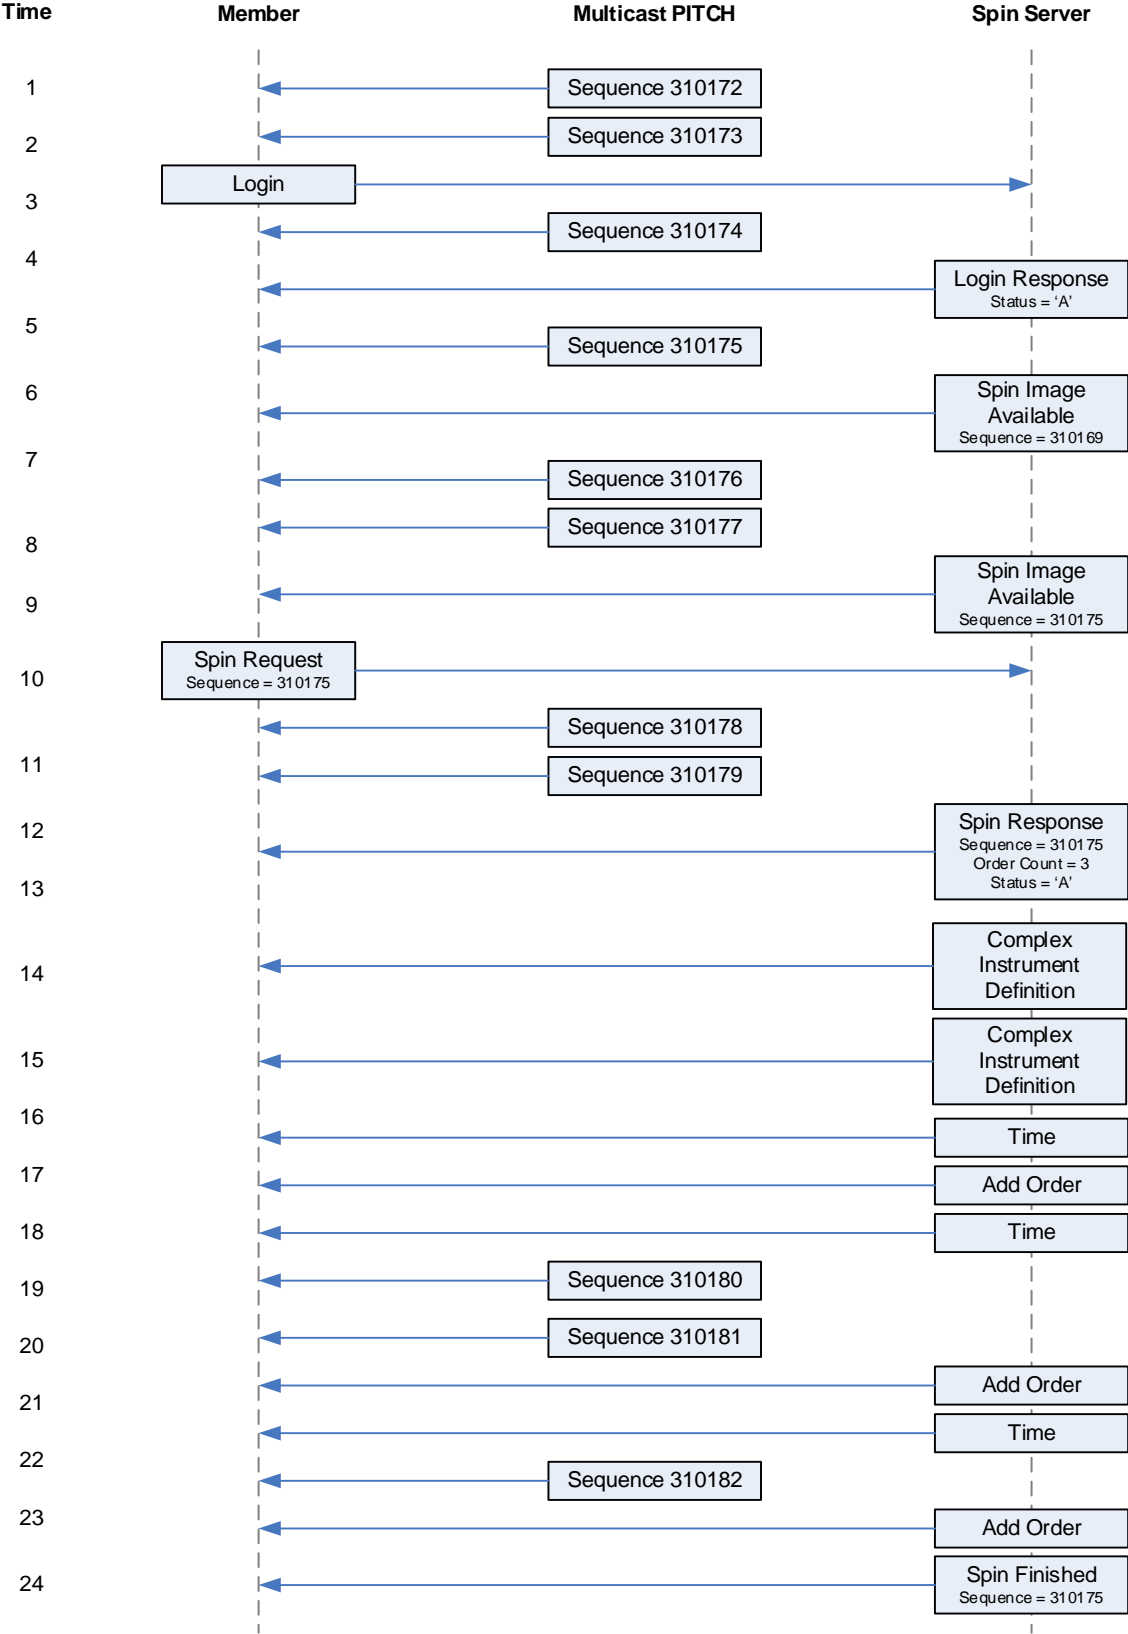 Time Member Multicast PITCH Spin Server
1 Sequence 310172
Sequence 310173
2
Login
3
Sequence 310174
4
Login Response
Status = ‘A’
5
Sequence 310175
6
Spin Image
Available
Sequence = 310169
7
Sequence 310176
Sequence 310177
8
Spin Image
Available
Sequence = 310175
9
Spin Request
Sequence = 310175
10
Sequence 310178
11
Sequence 310179
12
Spin Response
Sequence = 310175
Order Count = 3
Status = ‘A’
13
Complex
Instrument
Definition
14
Complex
Instrument
Definition
15
16
Time
17
Add Order
18
Time
19
Sequence 310180
20
Sequence 310181
Add Order
21
Time
22
Sequence 310182
23
Add Order
24
Spin Finished
Sequence = 310175